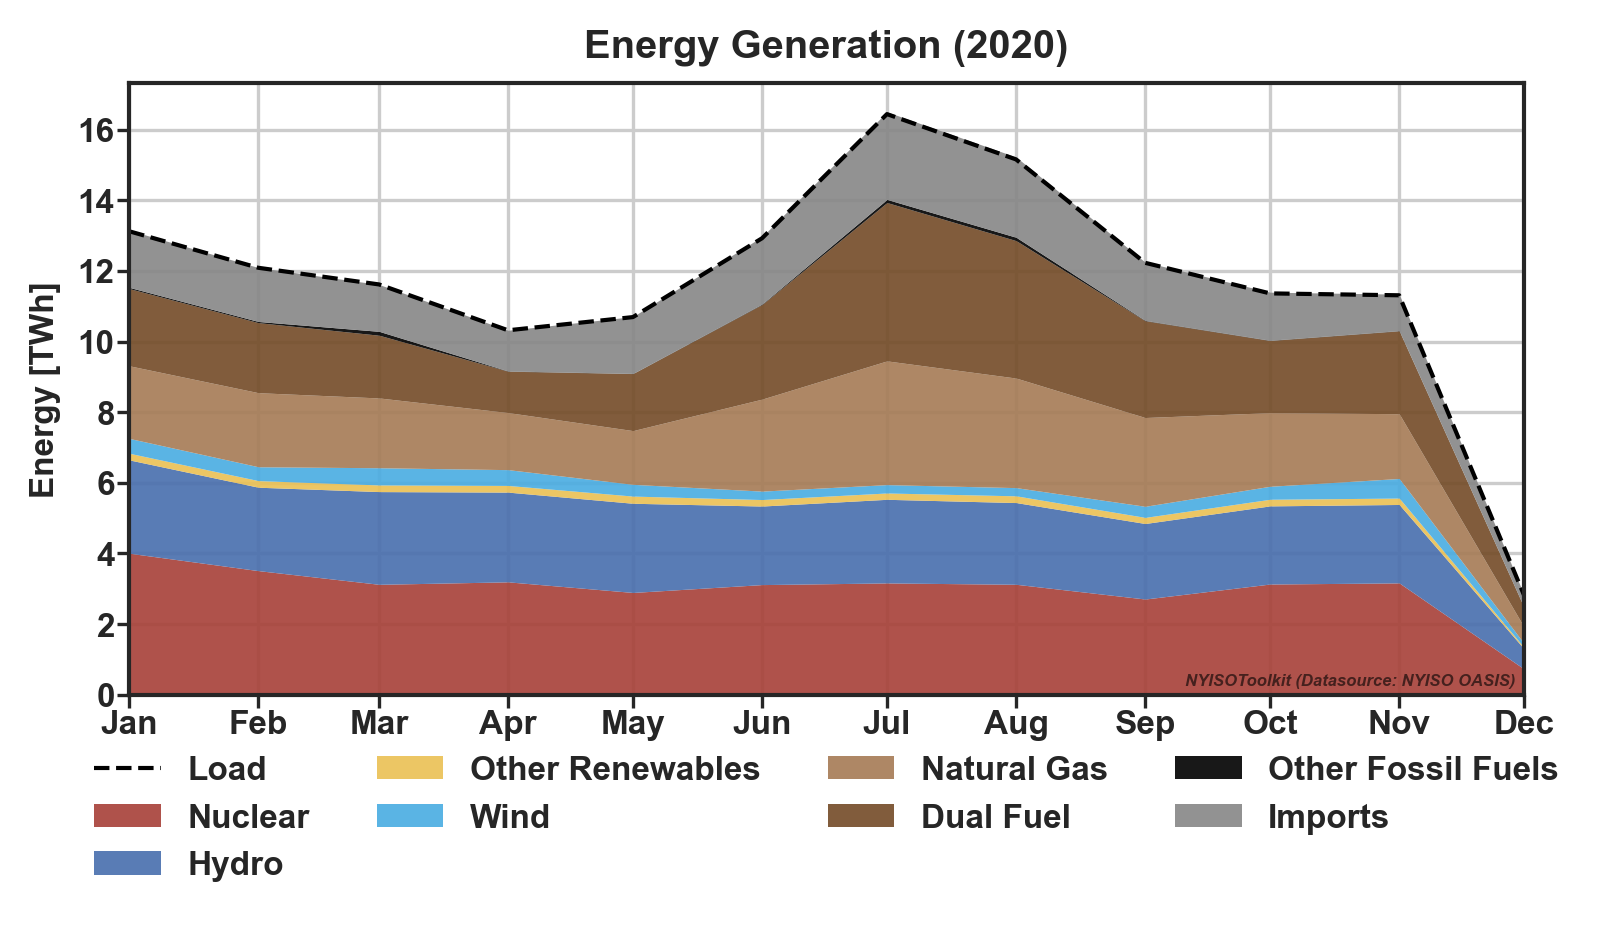 Energy Generation (2020)
Energy [TWh]
16
14
12
10
8
6
4
2
0
Jan Feb Mar Apr May Jun Jul Aug Sep Oct Nov Dec
NYISOToolkit (Datasource: NYISO OASIS)
Load Other Renewables Natural Gas Other Fossil Fuels
Nuclear Wind Dual Fuel Imports
Hydro